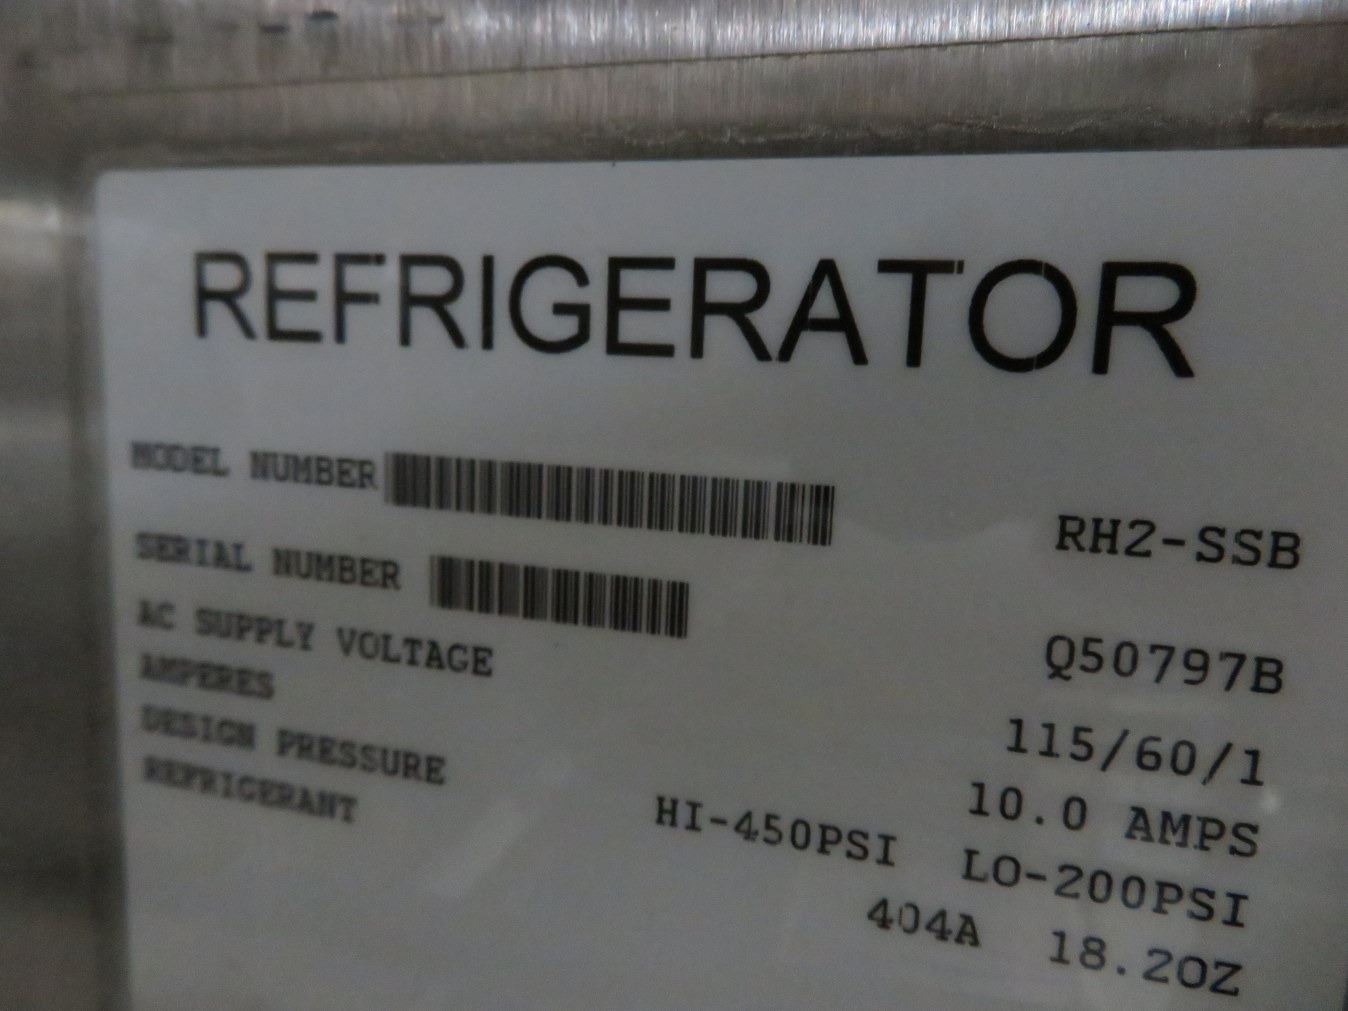 REFRIGERATOR
MODEL NUMBER RH2-SSB
SERIAL NUMBER Q50797B
AC SUPPLY VOLTAGE 115/60/1
AMPERES 10.0 AMPS
DESIGN PRESSURE HI-450PSI LO-200PSI
REFRIGERANT 404A 18.2OZ